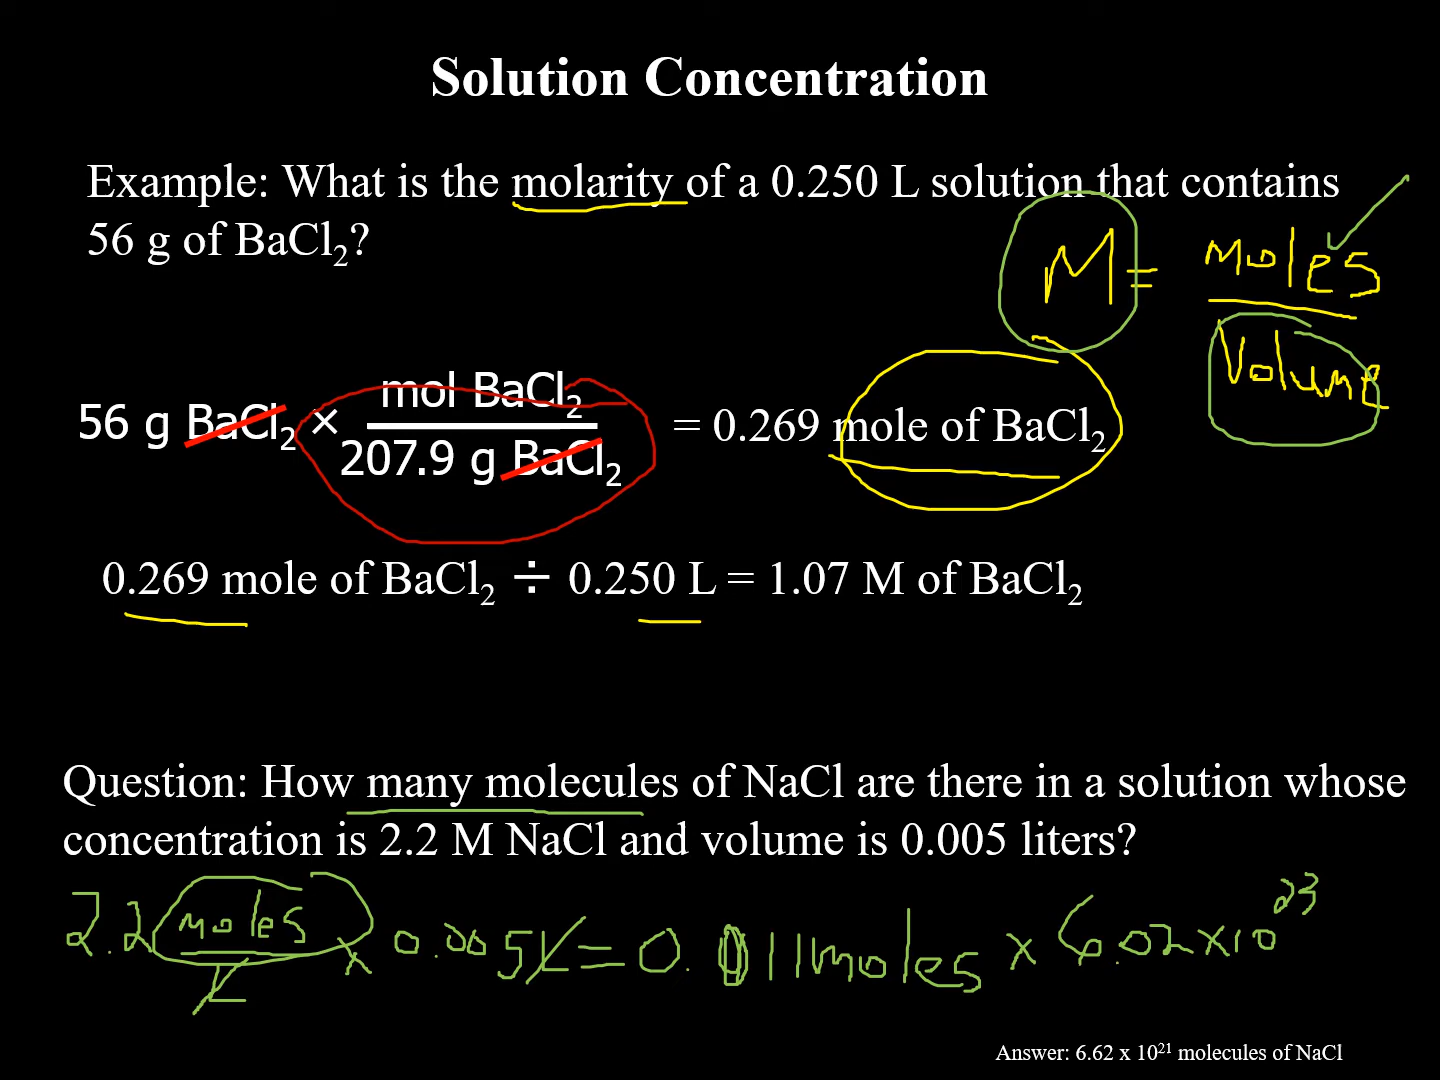 Solution Concentration
Example: What is the molarity of a 0.250 L solution that contains
56 g of BaCl₂?
M = moles
Volume
mol BaCl₂
56 g BaCl₂ × = 0.269 mole of BaCl₂
207.9 g BaCl₂
0.269 mole of BaCl₂ ÷ 0.250 L = 1.07 M of BaCl₂
Question: How many molecules of NaCl are there in a solution whose
concentration is 2.2 M NaCl and volume is 0.005 liters?
2.2 moles x 0.005 L = 0.011 moles x 6.02 x 10²³
L
Answer: 6.62 x 10²¹ molecules of NaCl